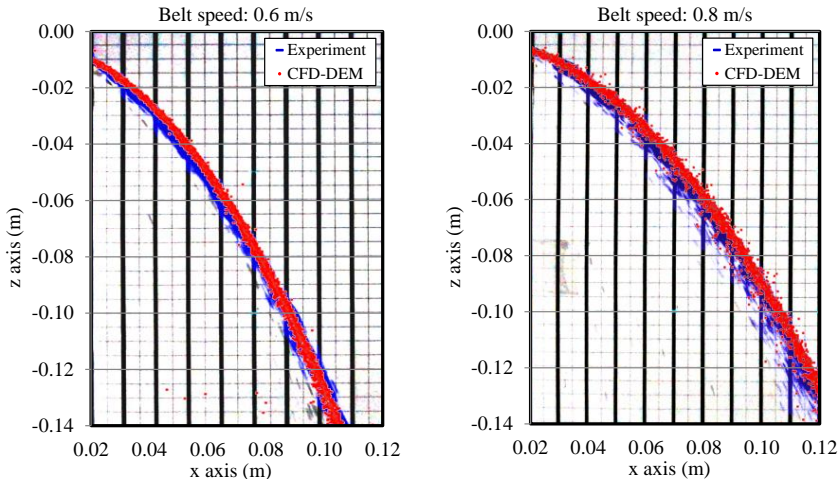 Belt speed: 0.6 m/s
0.00
-0.02
-0.04
-0.06
-0.08
-0.10
-0.12
-0.14
z axis (m)
Experiment
CFD-DEM
0.02 0.04 0.06 0.08 0.10 0.12
x axis (m)
Belt speed: 0.8 m/s
0.00
-0.02
-0.04
-0.06
-0.08
-0.10
-0.12
-0.14
z axis (m)
Experiment
CFD-DEM
0.02 0.04 0.06 0.08 0.10 0.12
x axis (m)